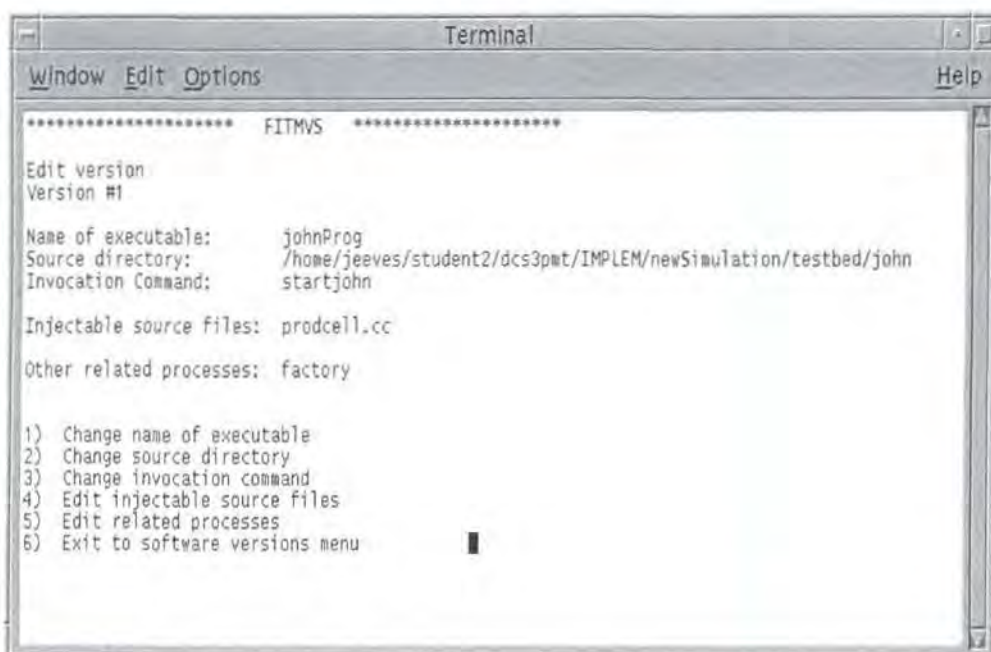 Terminal
Window Edit Options Help
********************* FITMVS *********************
Edit version
Version #1
Name of executable: johnProg
Source directory: /home/jeeves/student2/dcs3pmt/IMPLEM/newSimulation/testbed/john
Invocation Command: startjohn
Injectable source files: prodcell.cc
Other related processes: factory
1) Change name of executable
2) Change source directory
3) Change invocation command
4) Edit injectable source files
5) Edit related processes
6) Exit to software versions menu